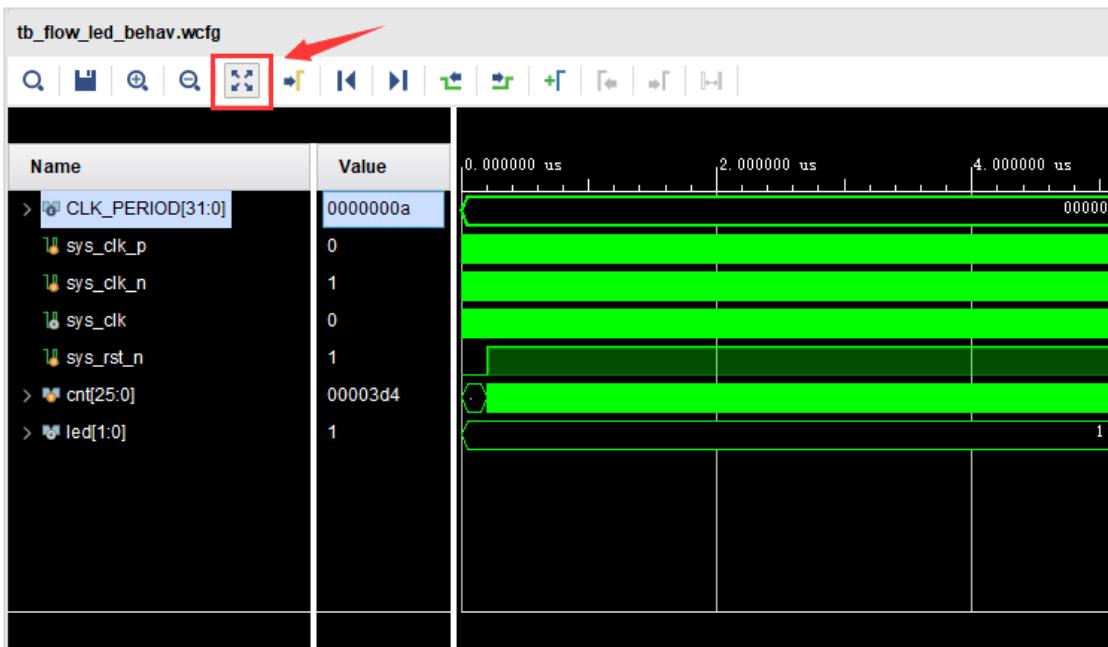 tb_flow_led_behav.wcfg
Name Value 0.000000 us 2.000000 us 4.000000 us
CLK_PERIOD[31:0] 0000000a 00000
sys_clk_p 0
sys_clk_n 1
sys_clk 0
sys_rst_n 1
cnt[25:0] 00003d4
led[1:0] 1 1